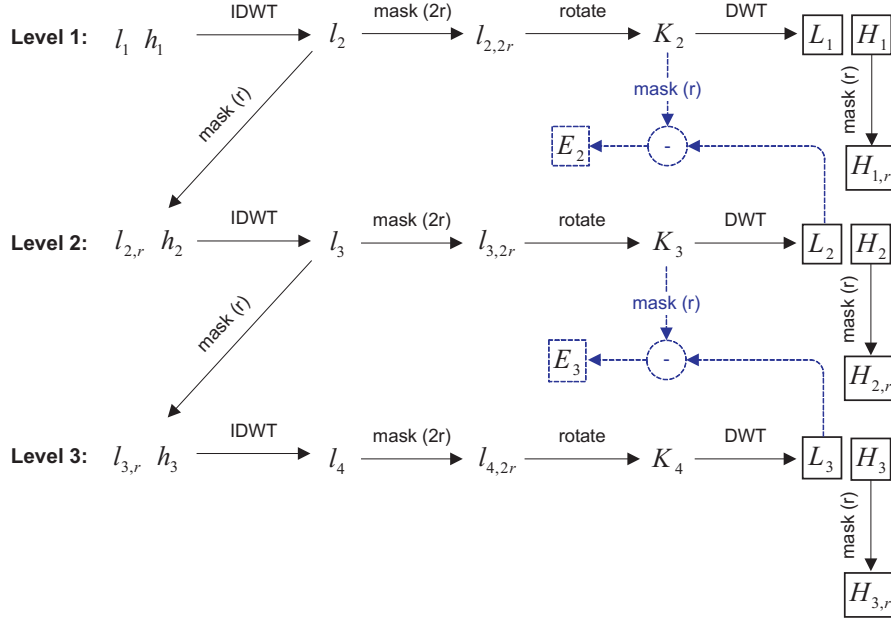 IDWT mask (2r) rotate DWT
Level 1: l₁ h₁ l₂ l₂,₂ᵣ K₂ L₁ H₁
mask (r) mask (r) mask (r)
E₂ -
H₁,ᵣ
IDWT mask (2r) rotate DWT
Level 2: l₂,ᵣ h₂ l₃ l₃,₂ᵣ K₃ L₂ H₂
mask (r) mask (r) mask (r)
E₃ -
H₂,ᵣ
IDWT mask (2r) rotate DWT
Level 3: l₃,ᵣ h₃ l₄ l₄,₂ᵣ K₄ L₃ H₃
mask (r)
H₃,ᵣ